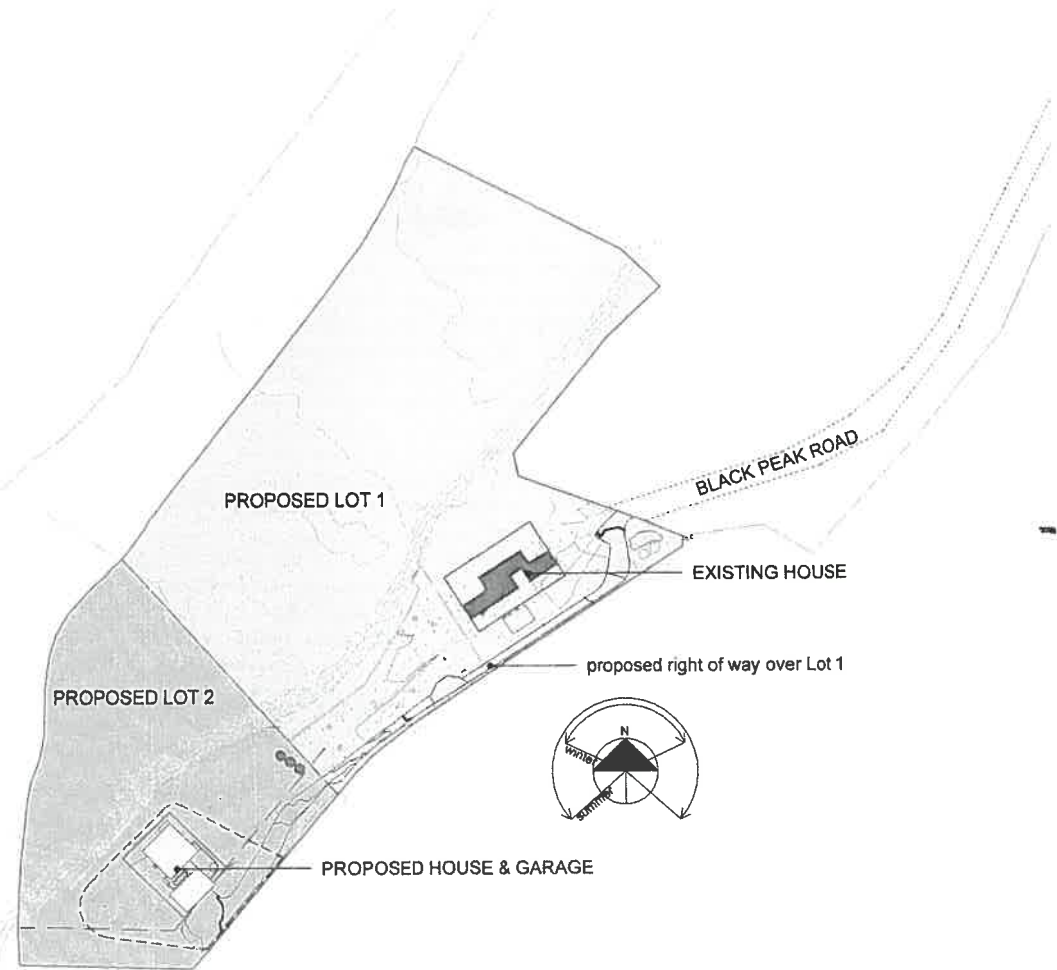 BLACK PEAK ROAD
PROPOSED LOT 1
EXISTING HOUSE
proposed right of way over Lot 1
PROPOSED LOT 2
N
winter
summer
PROPOSED HOUSE & GARAGE